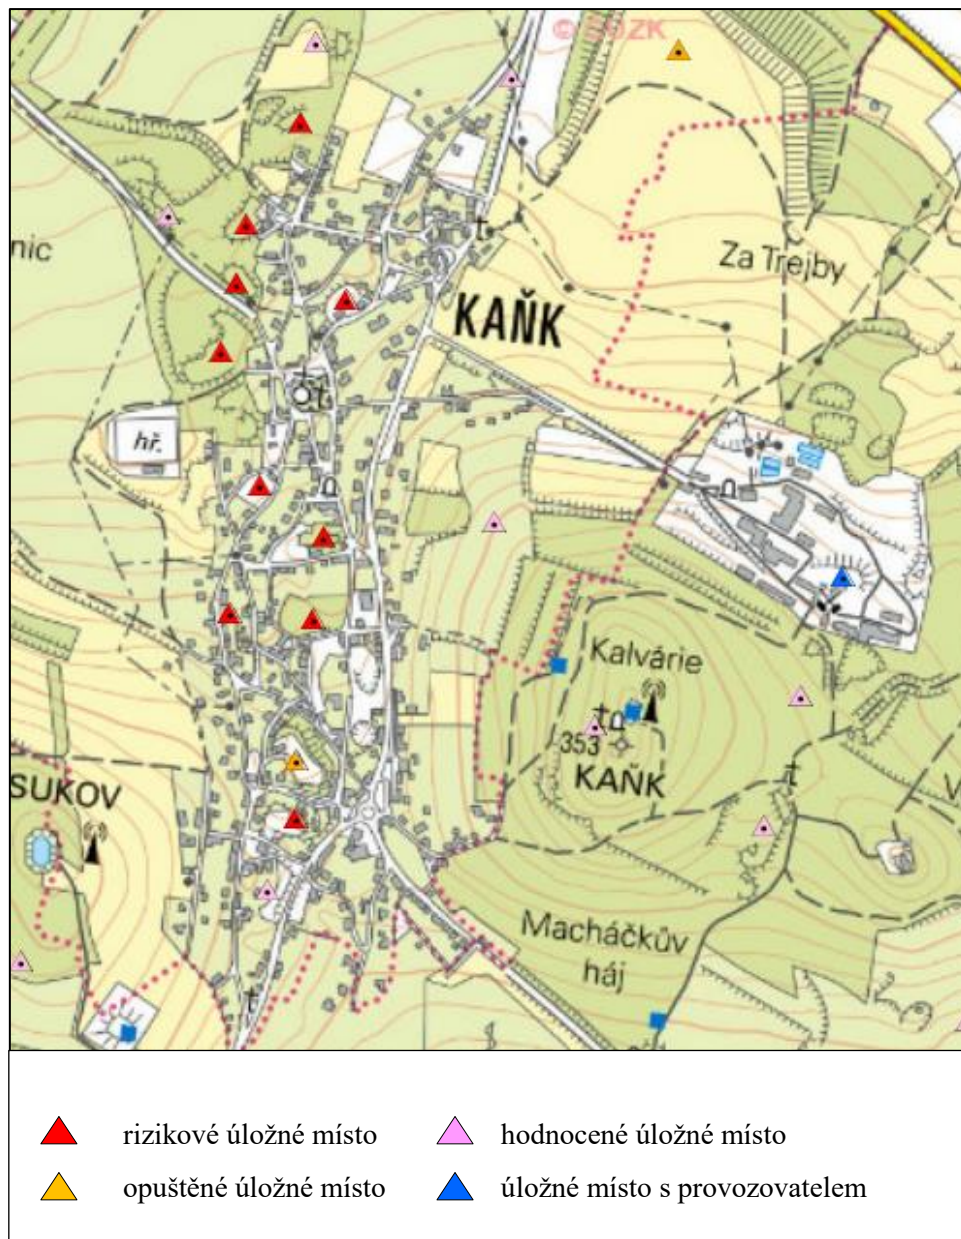 © ČÚZK
nic
Za Trejby
KAŇK
hř.
Kalvárie
353
KAŇK
SUKOV
V
Macháčkův
háj
rizikové úložné místo
hodnocené úložné místo
opuštěné úložné místo
úložné místo s provozovatelem